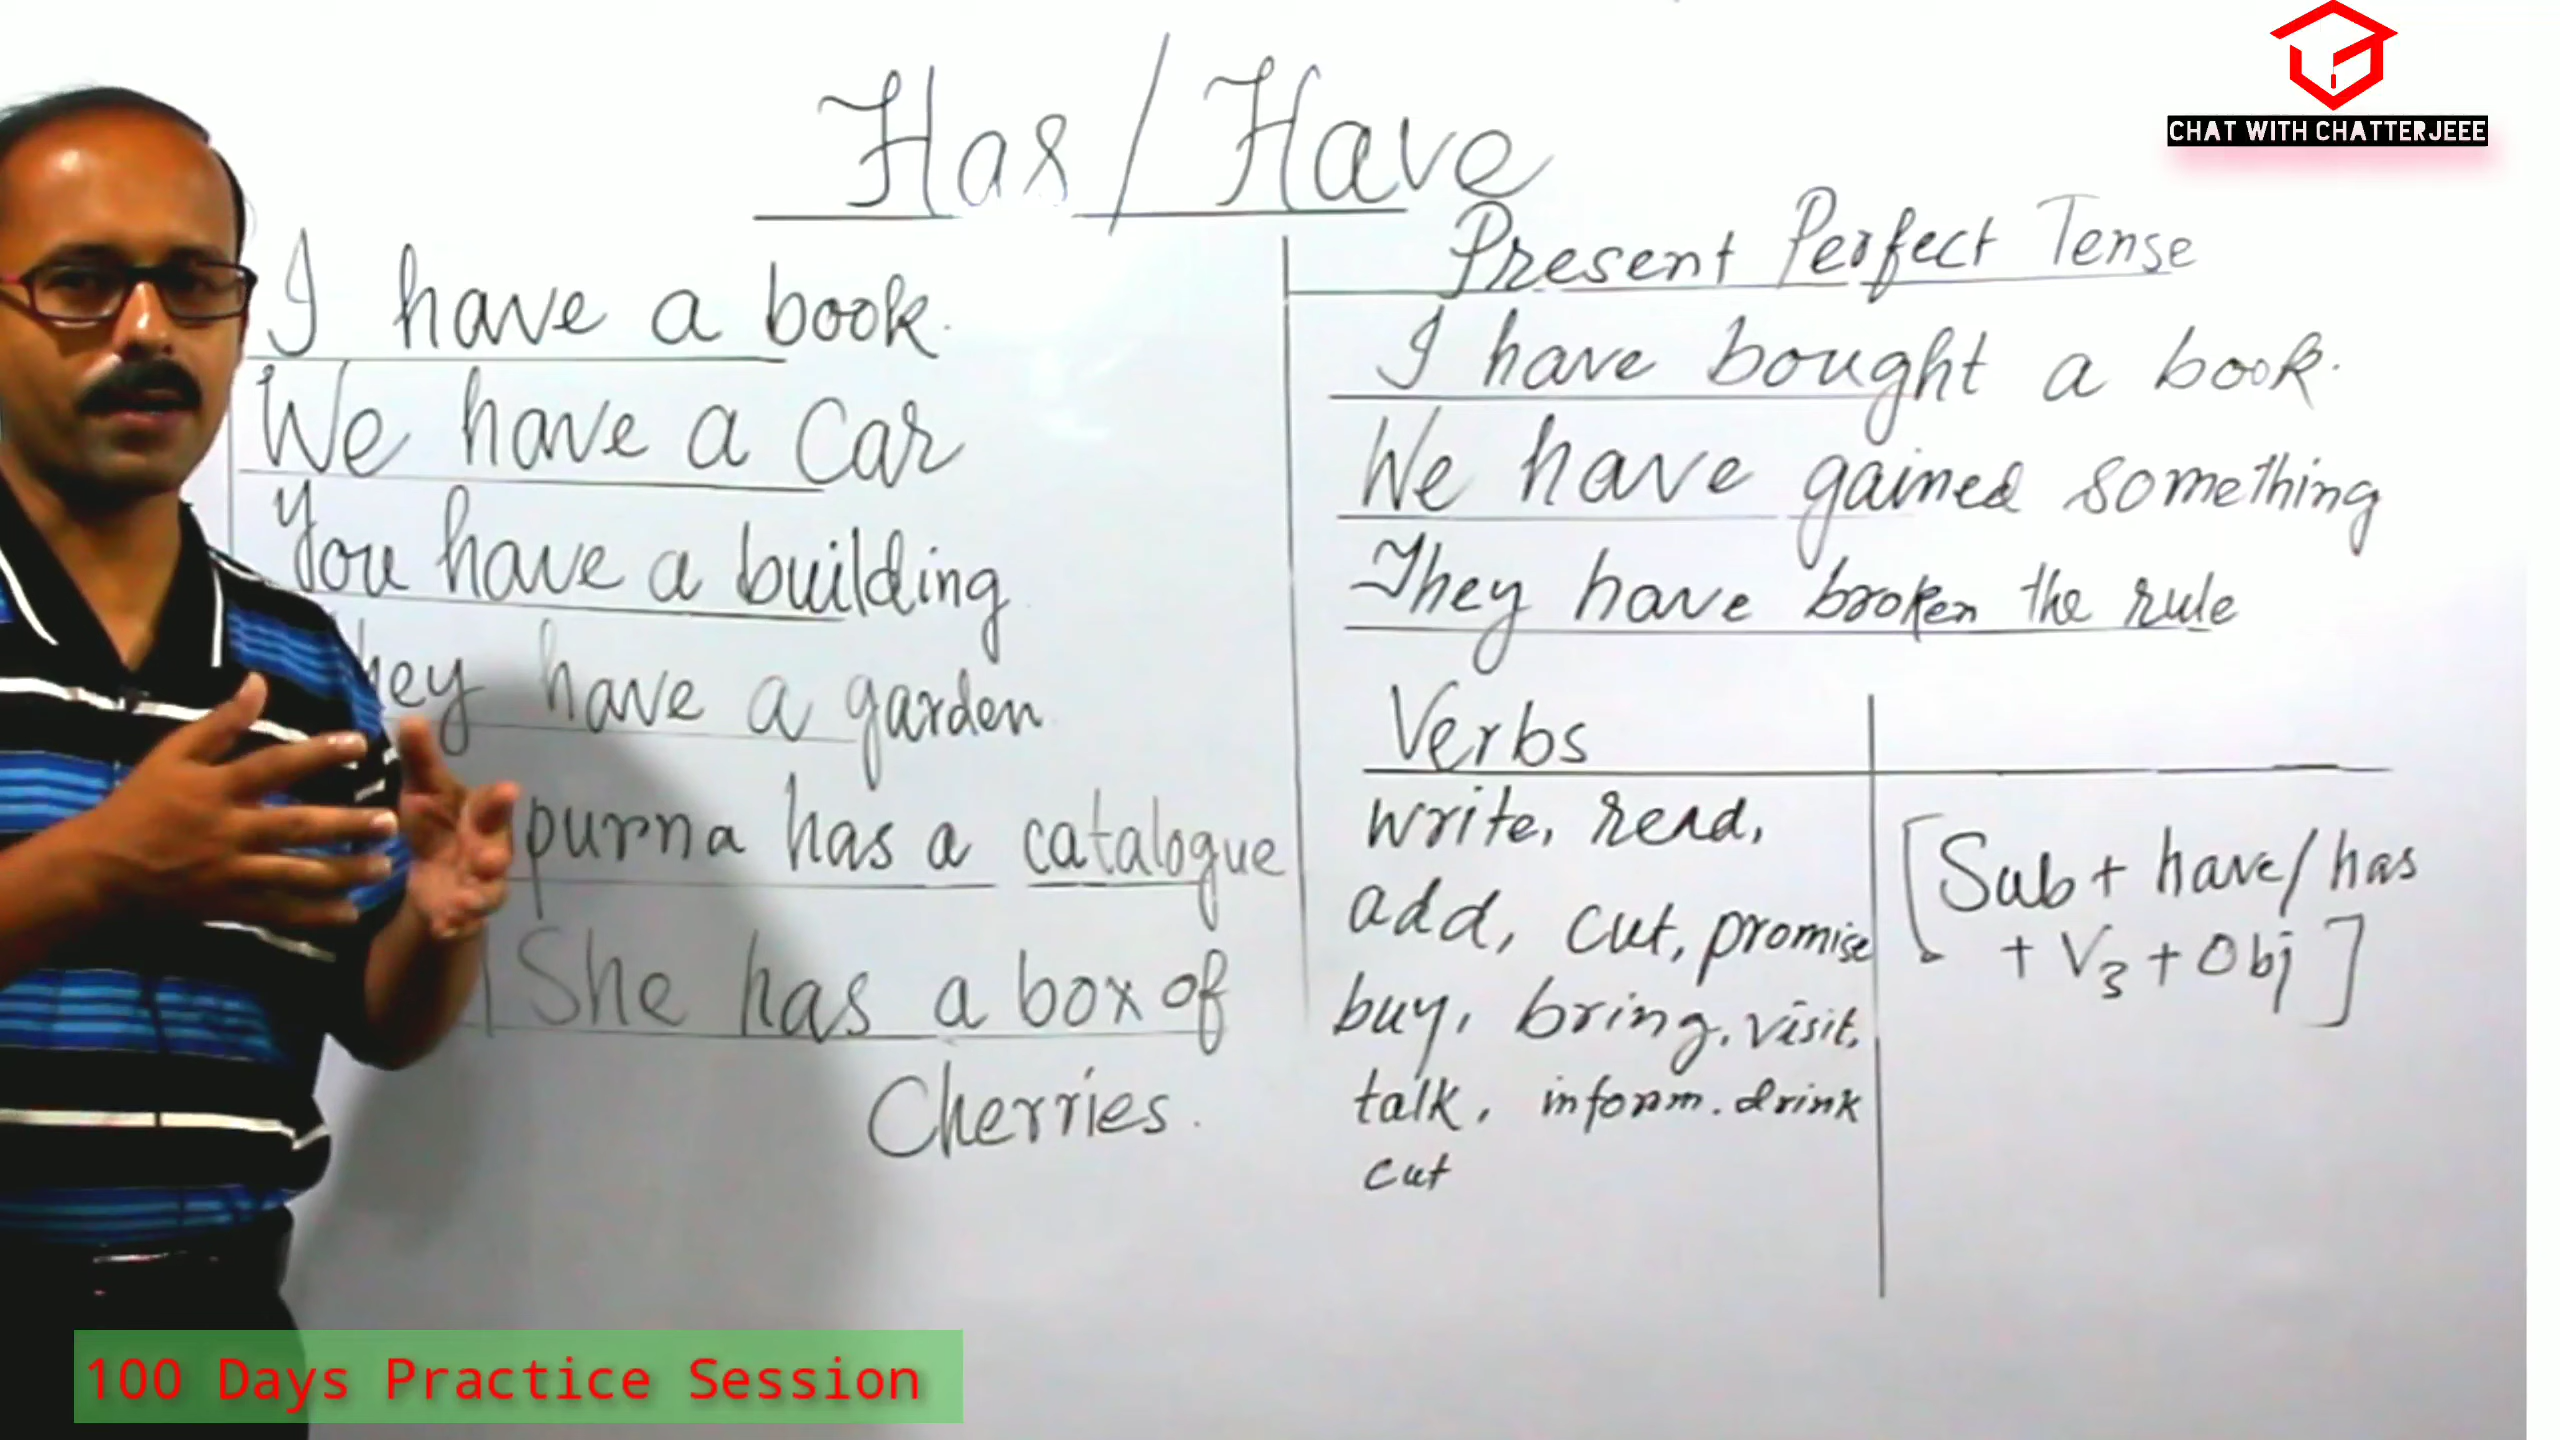 Has / Have
CHAT WITH CHATTERJEEE
I have a book.
We have a Car
You have a building
hey have a garden
purna has a catalogue
She has a box of
Cherries.
Present Perfect Tense
I have bought a book.
We have gained something
They have broken the rule
Verbs
write, read,
add, cut, promise
buy, bring, visit,
talk, inform. drink
cut
[Sub + have/has
+ V3 + Obj]
100 Days Practice Session